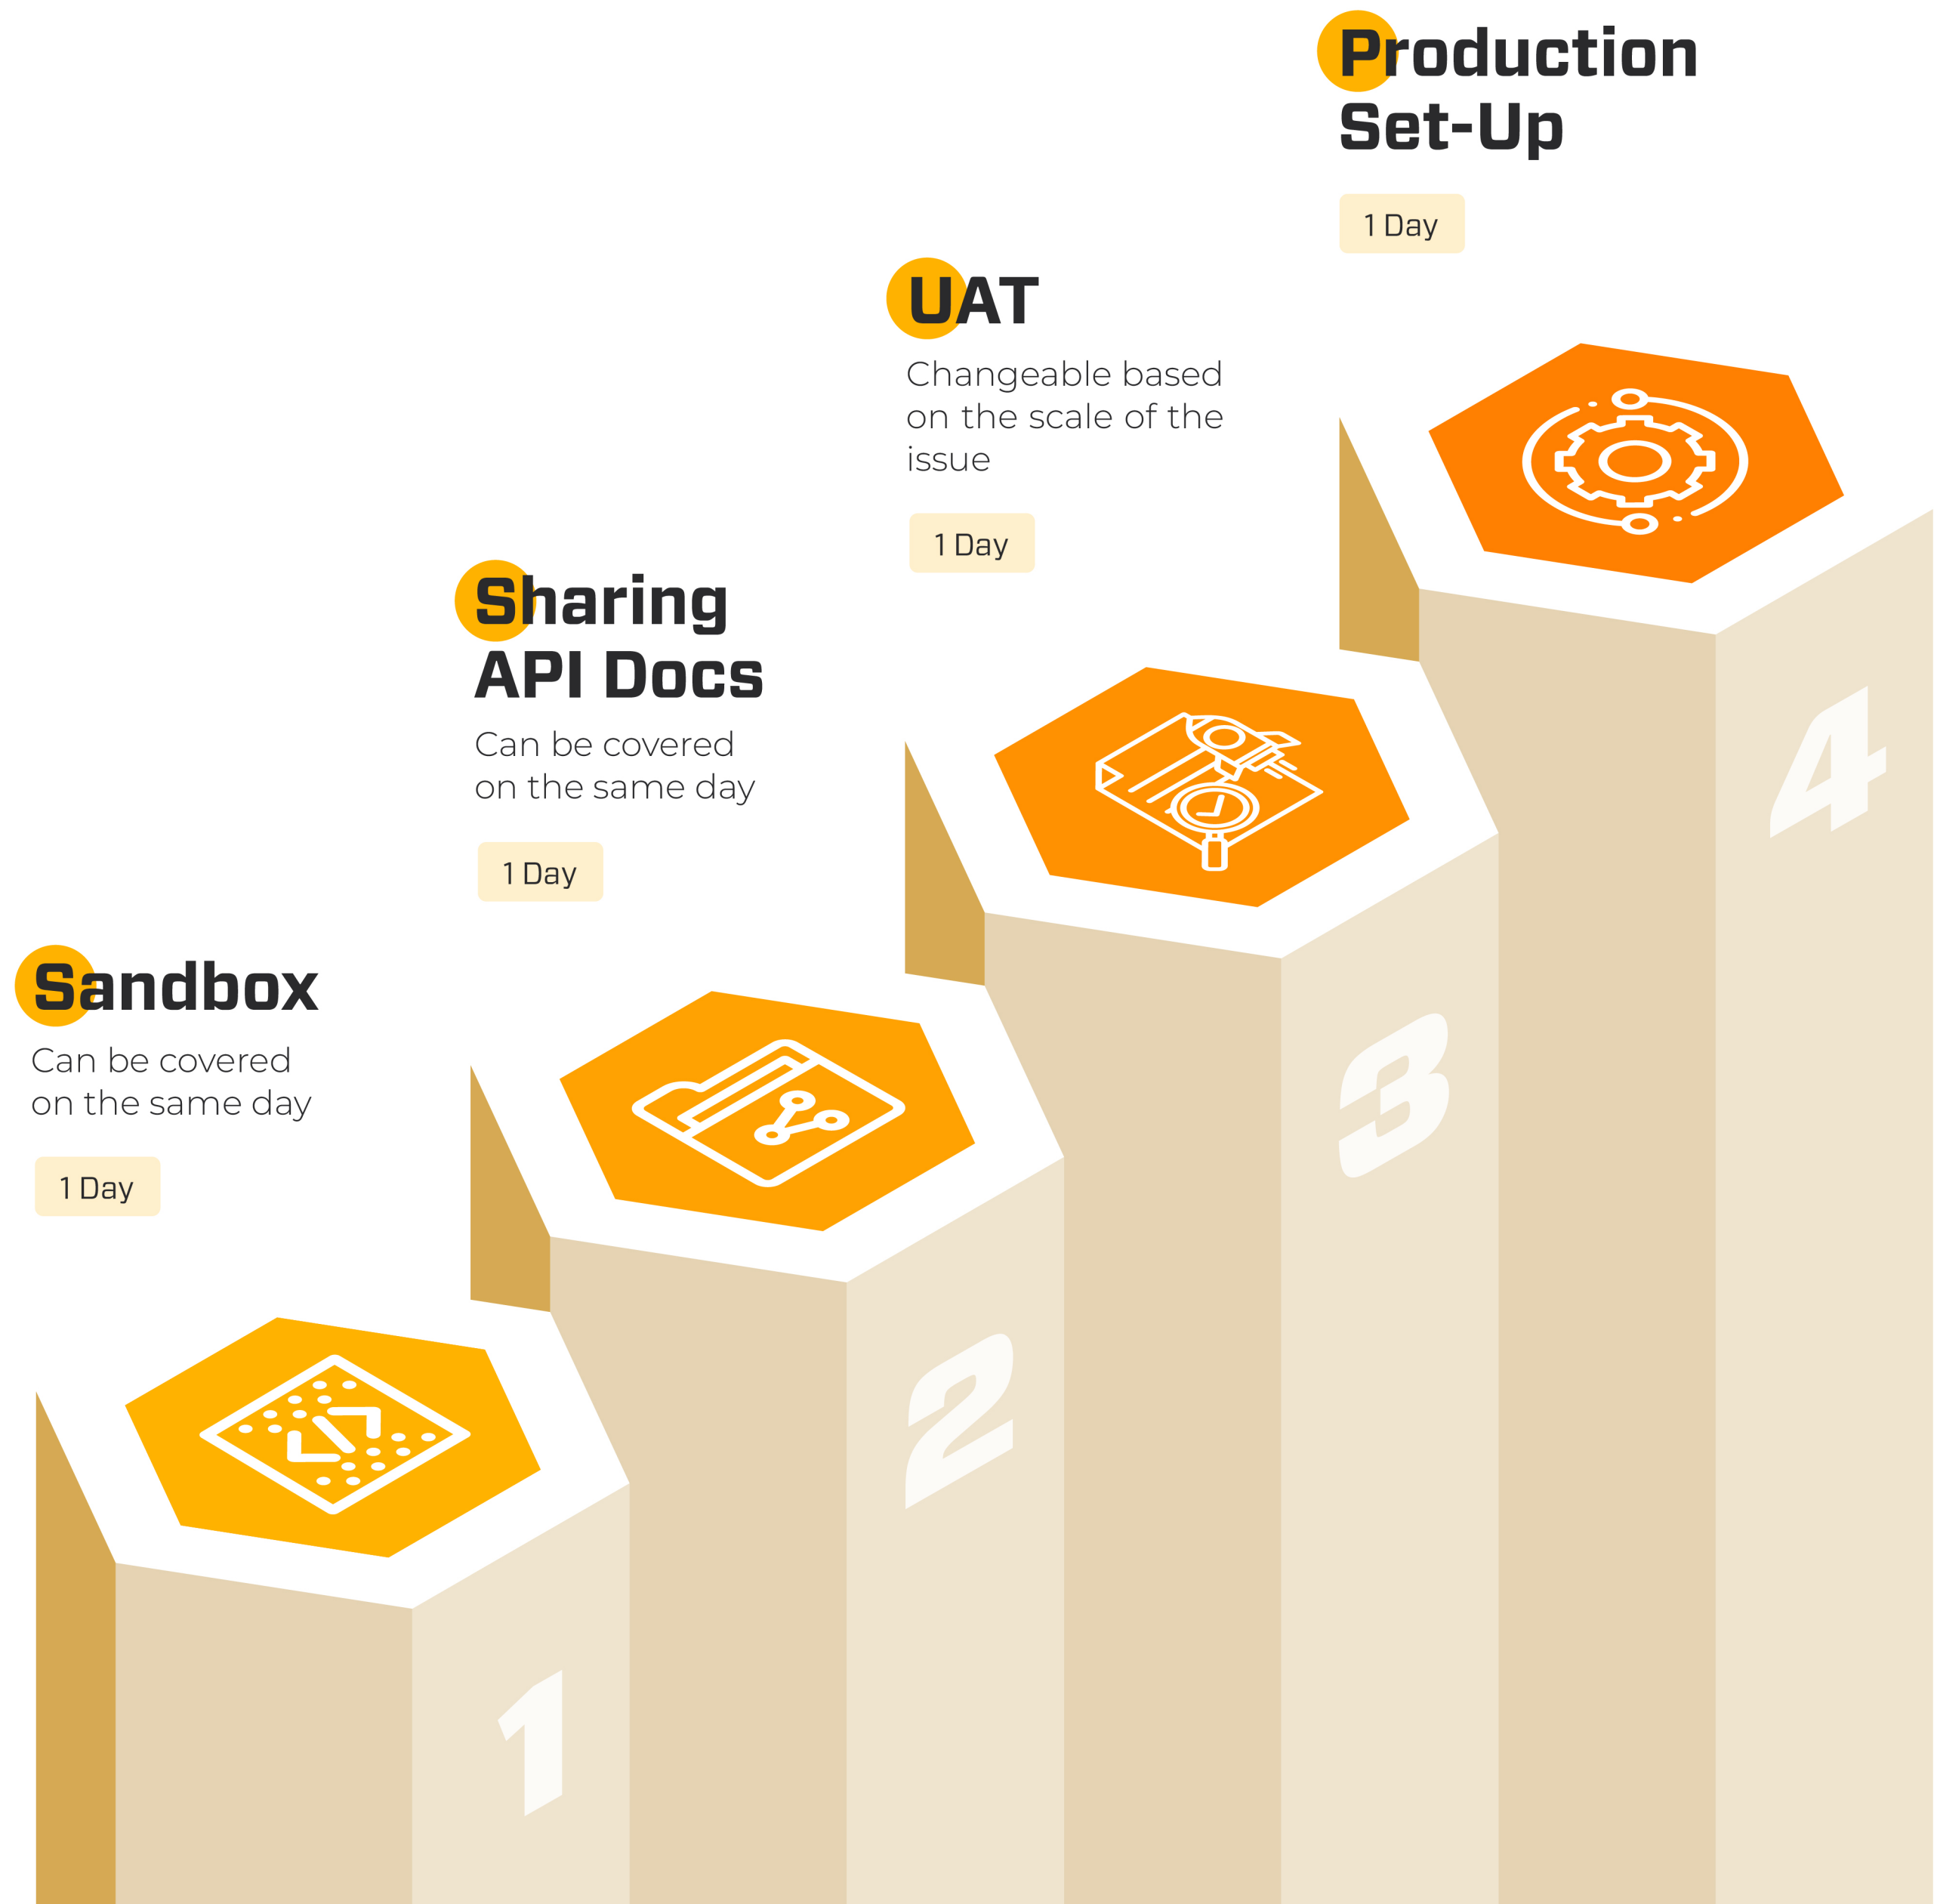 Sandbox
Can be covered
on the same day
1 Day
Sharing
API Docs
Can be covered
on the same day
1 Day
UAT
Changeable based
on the scale of the
issue
1 Day
Production
Set-Up
1 Day
1
2
3
4